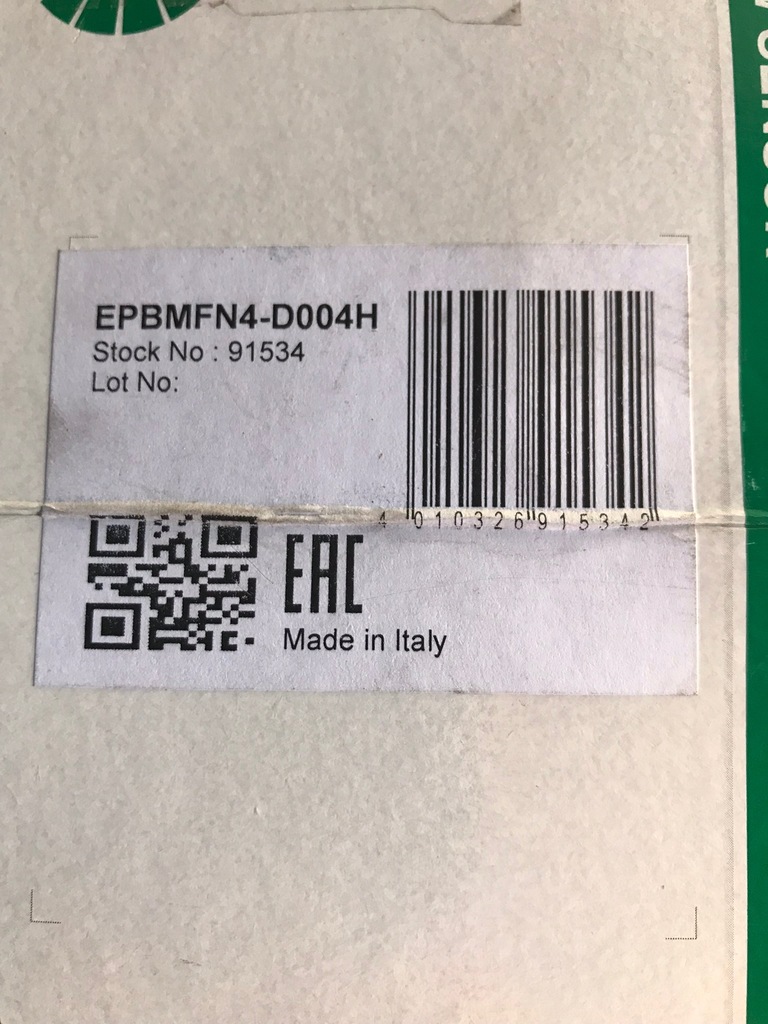 EPBMFN4-D004H
Stock No : 91534
Lot No:
4 010326 915342
EAC
Made in Italy